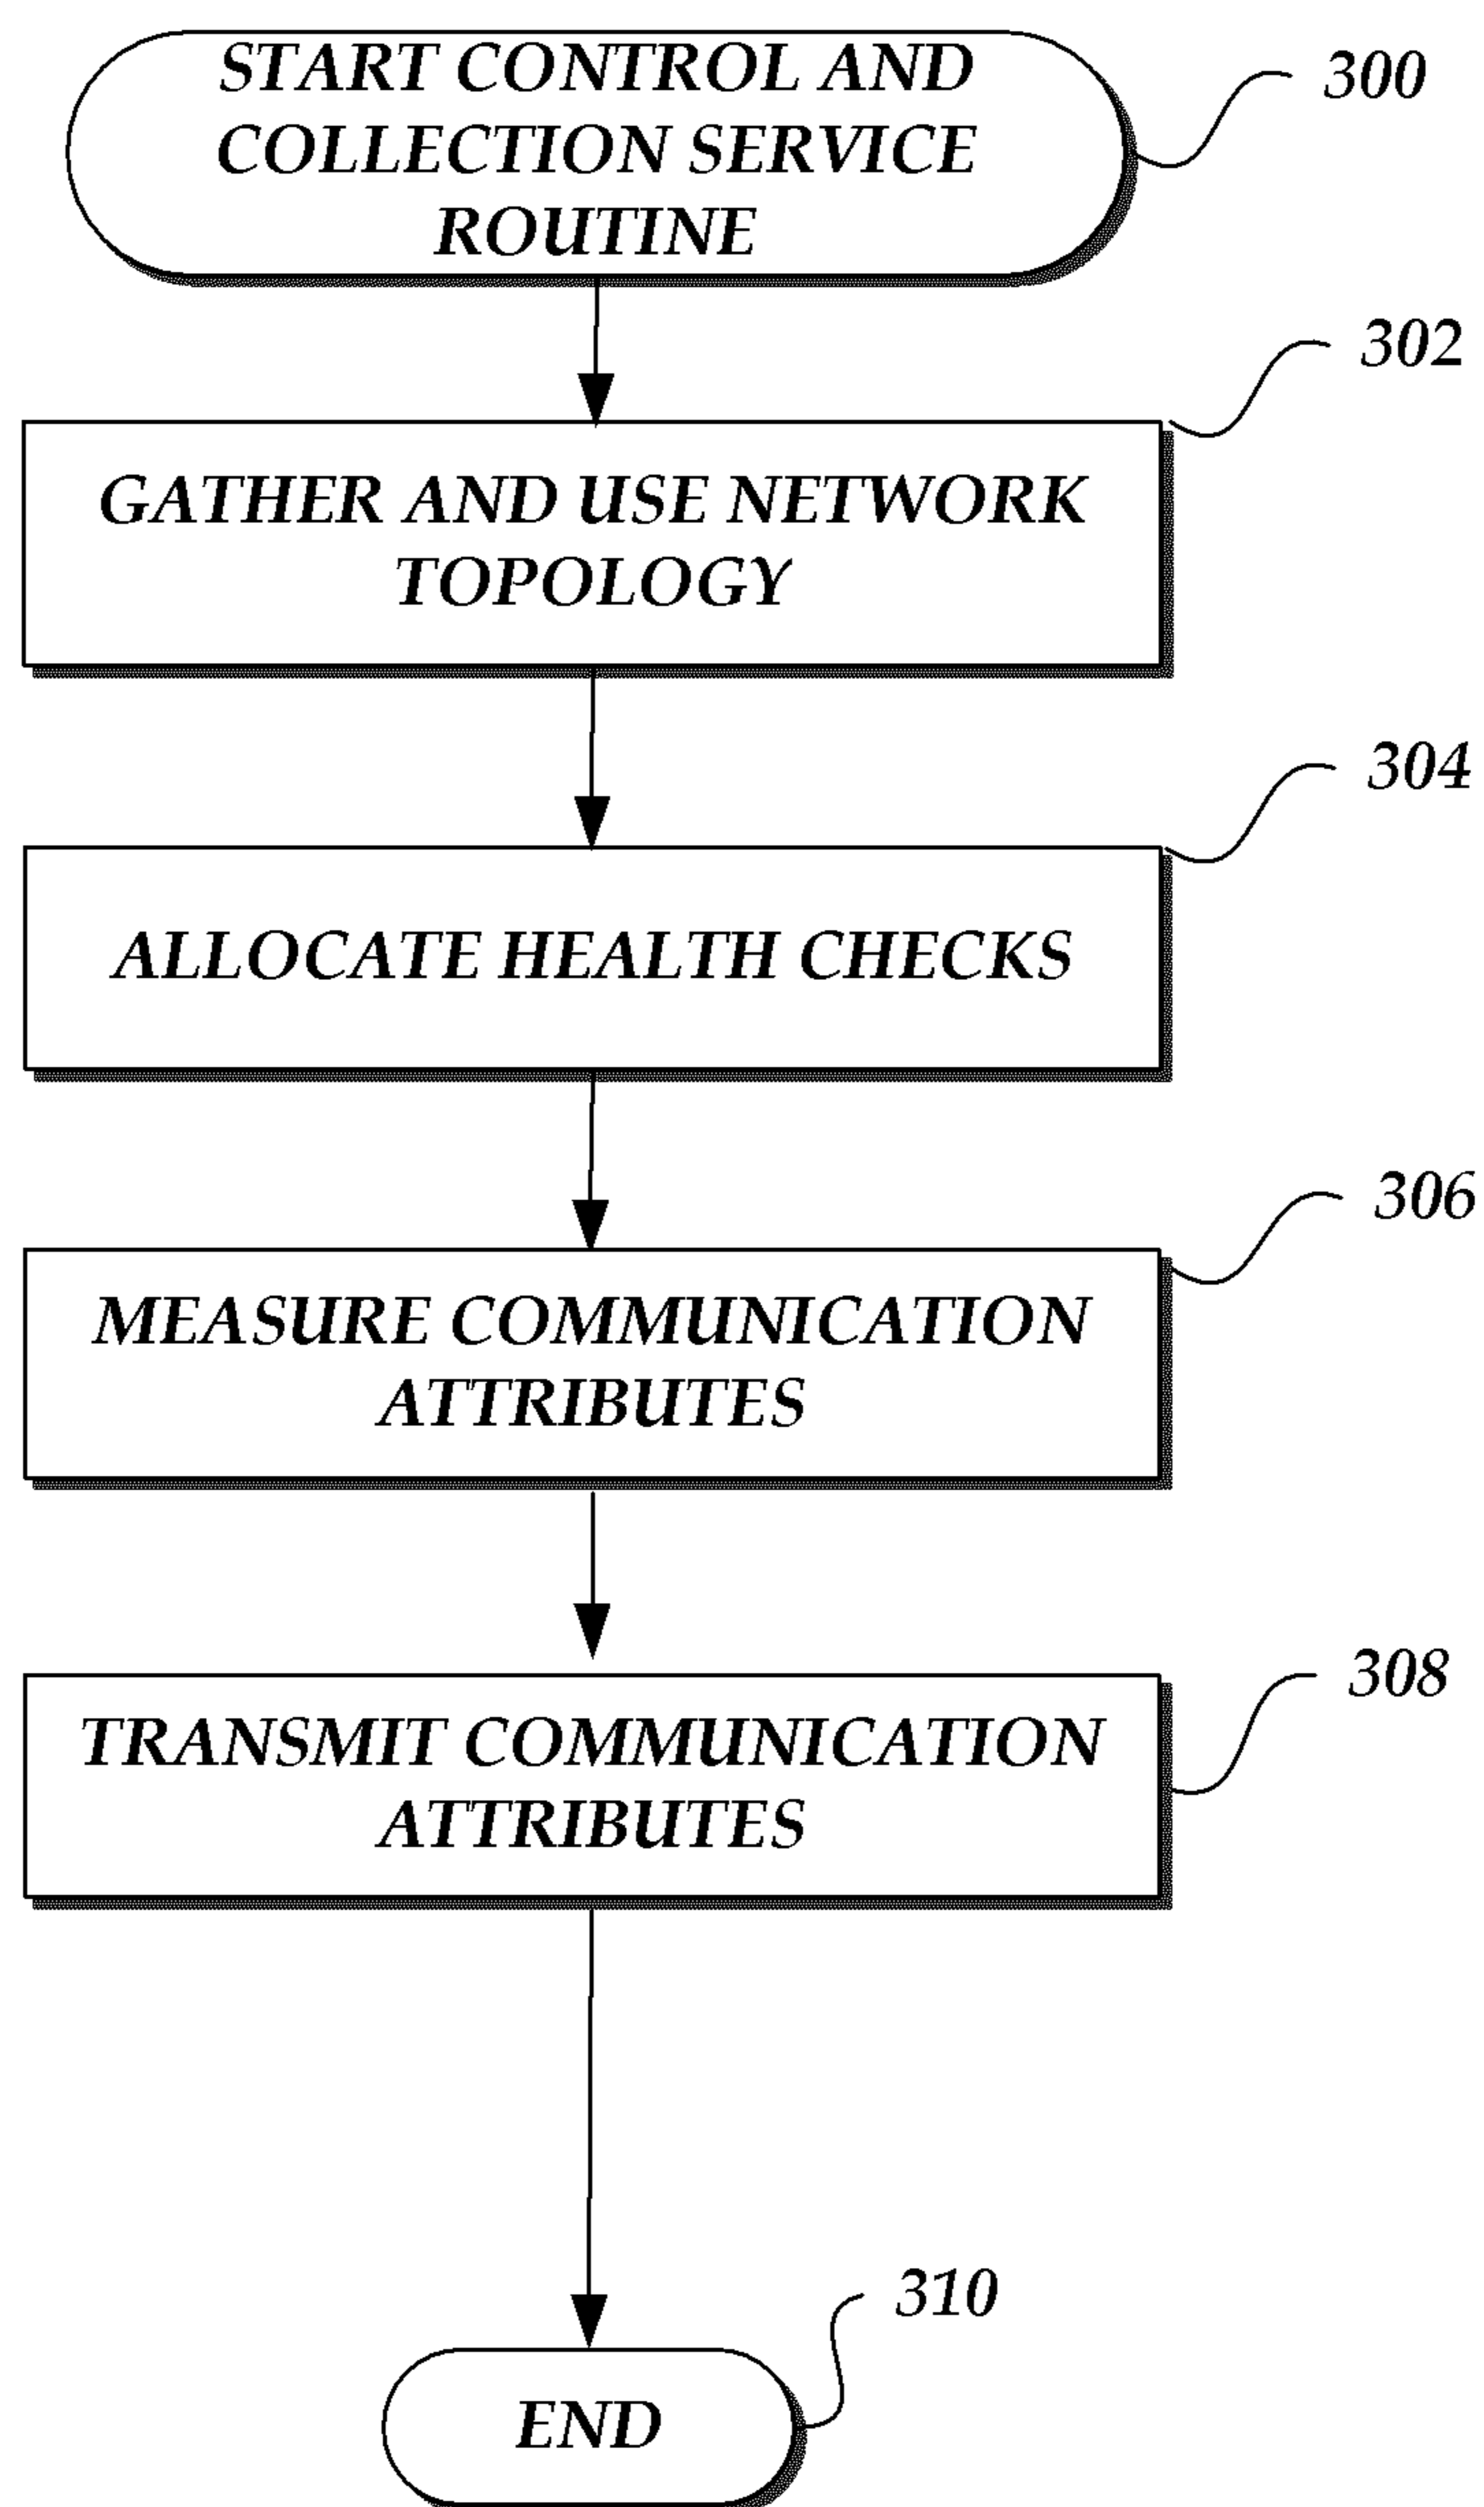 START CONTROL AND
COLLECTION SERVICE
ROUTINE
300
302
GATHER AND USE NETWORK
TOPOLOGY
304
ALLOCATE HEALTH CHECKS
306
MEASURE COMMUNICATION
ATTRIBUTES
308
TRANSMIT COMMUNICATION
ATTRIBUTES
310
END